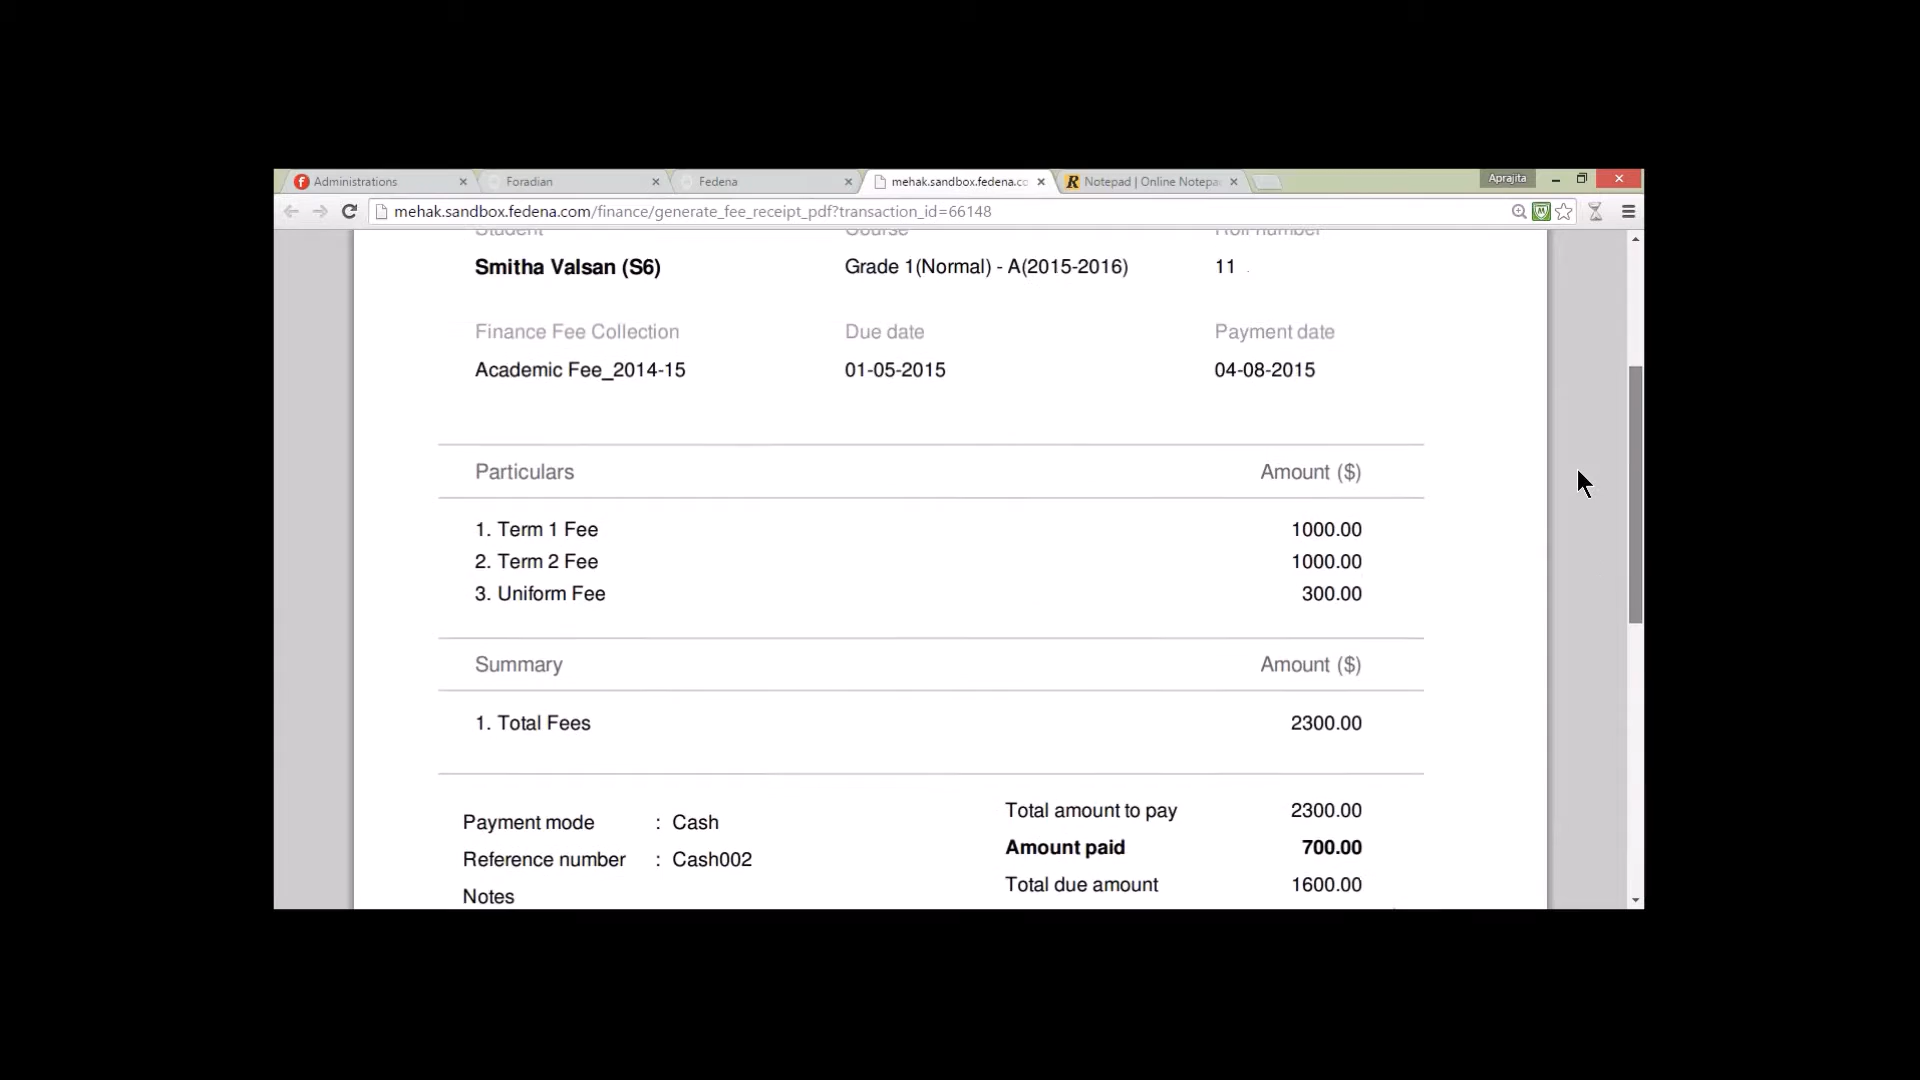 Administrations
Foradian
Fedena
mehak.sandbox.fedena.co
Notepad | Online Notepa
Aprajita
mehak.sandbox.fedena.com/finance/generate_fee_receipt_pdf?transaction_id=66148
Student Course Roll number
Smitha Valsan (S6) Grade 1(Normal) - A(2015-2016) 11
Finance Fee Collection Due date Payment date
Academic Fee_2014-15 01-05-2015 04-08-2015
Particulars Amount ($)
1. Term 1 Fee 1000.00
2. Term 2 Fee 1000.00
3. Uniform Fee 300.00
Summary Amount ($)
1. Total Fees 2300.00
Payment mode : Cash
Reference number : Cash002
Notes
Total amount to pay 2300.00
Amount paid 700.00
Total due amount 1600.00